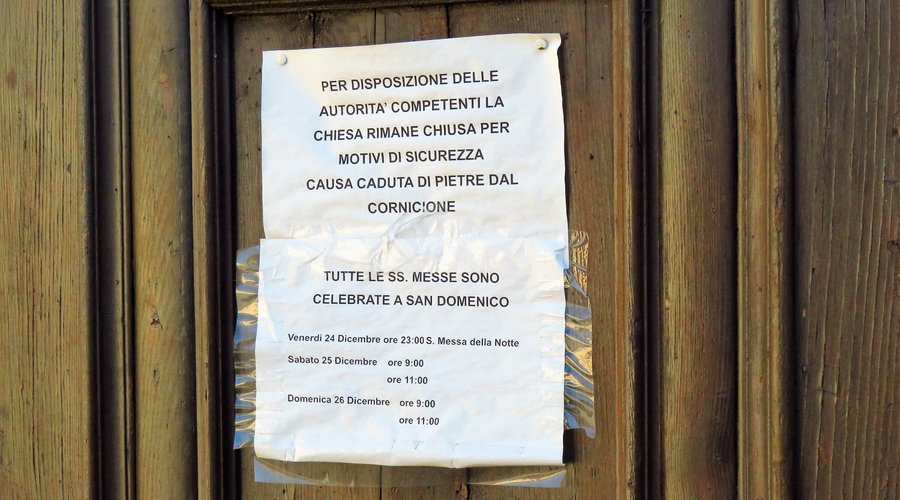 PER DISPOSIZIONE DELLE
AUTORITA' COMPETENTI LA
CHIESA RIMANE CHIUSA PER
MOTIVI DI SICUREZZA
CAUSA CADUTA DI PIETRE DAL
CORNICIONE
TUTTE LE SS. MESSE SONO
CELEBRATE A SAN DOMENICO
Venerdì 24 Dicembre ore 23:00 S. Messa della Notte
Sabato 25 Dicembre ore 9:00
ore 11:00
Domenica 26 Dicembre ore 9:00
ore 11:00